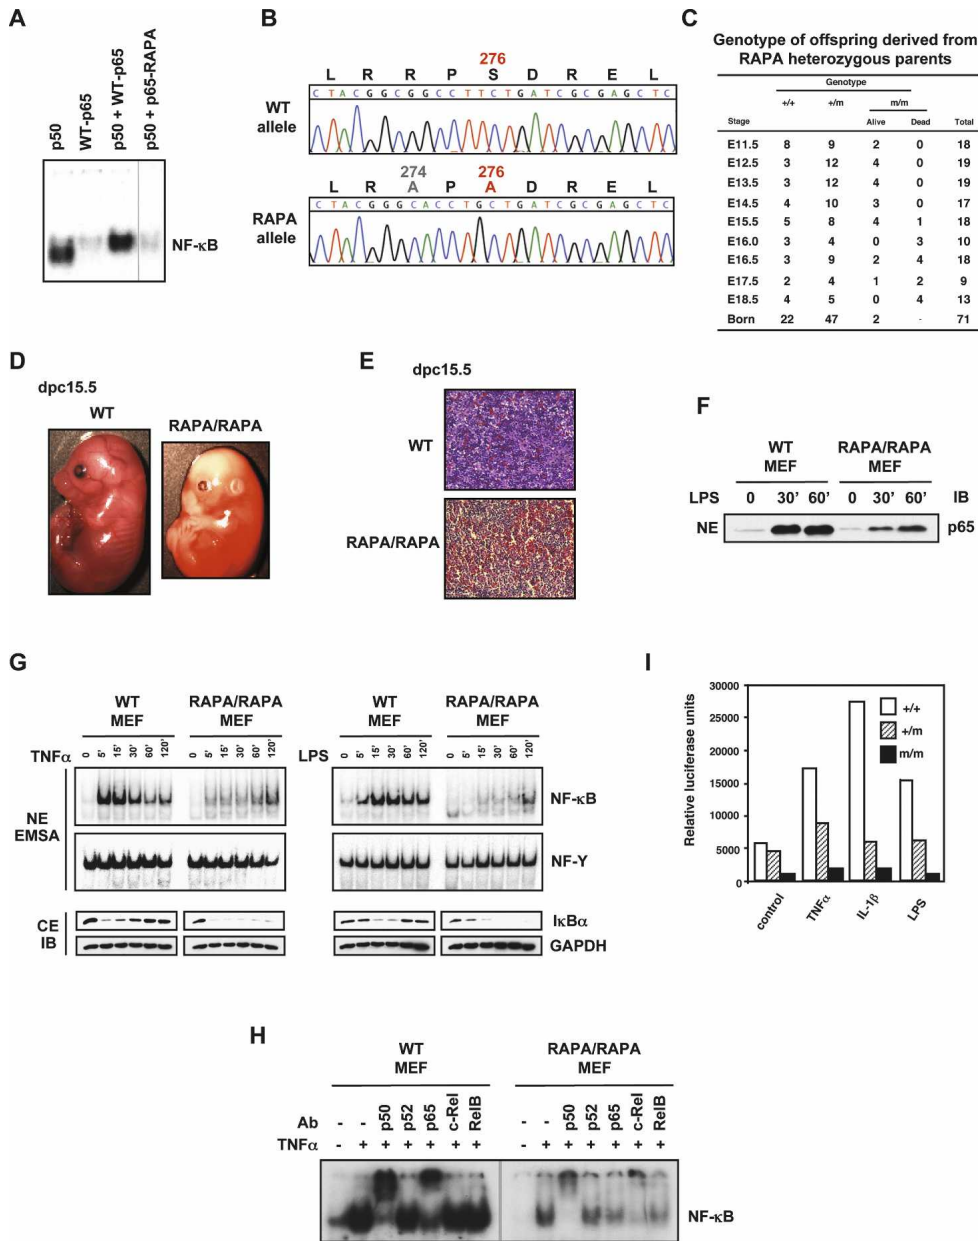 A
p50
WT-p65
p50 + WT-p65
p50 + p65-RAPA
NF-κB
B
276
L R R P S D R E L
C T A C G G C G G C C T T C T G A T C G C G A G C T C
WT
allele
274 276
L R A P A D R E L
C T A C G G G C A C C T G C T G A T C G C G A G C T C
RAPA
allele
C
Genotype of offspring derived from
RAPA heterozygous parents
Genotype
+/+ +/m m/m
Stage Alive Dead Total
E11.5 8 9 2 0 18
E12.5 3 12 4 0 19
E13.5 3 12 4 0 19
E14.5 4 10 3 0 17
E15.5 5 8 4 1 18
E16.0 3 4 0 3 10
E16.5 3 9 2 4 18
E17.5 2 4 1 2 9
E18.5 4 5 0 4 13
Born 22 47 2 - 71
D
dpc15.5
WT
RAPA/RAPA
E
dpc15.5
WT
RAPA/RAPA
F
WT
MEF
RAPA/RAPA
MEF
LPS 0 30' 60' 0 30' 60' IB
NE p65
G
WT
MEF
RAPA/RAPA
MEF
TNFα 0 5' 15' 30' 60' 120' 0 5' 15' 30' 60' 120'
WT
MEF
RAPA/RAPA
MEF
LPS 0 5' 15' 30' 60' 120' 0 5' 15' 30' 60' 120'
NE
EMSA
NF-κB
NF-Y
CE
IB
IκBα
GAPDH
I
Relative luciferase units
30000
25000
20000
15000
10000
5000
0
+/+
+/m
m/m
control
TNFα
IL-1β
LPS
H
WT
MEF
RAPA/RAPA
MEF
Ab - - p50 p52 p65 c-Rel RelB - - p50 p52 p65 c-Rel RelB
TNFα - + + + + + + - + + + + + +
NF-κB